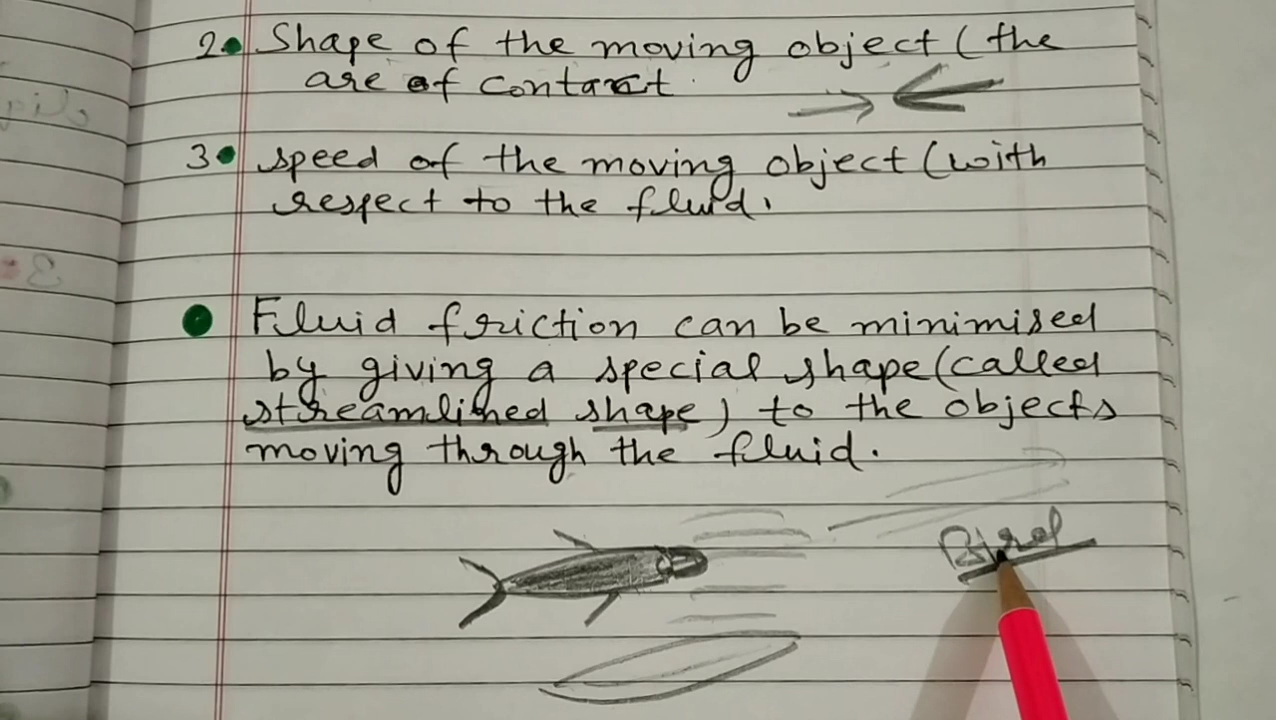 2. Shape of the moving object (the
are of contact.
3. speed of the moving object (with
respect to the fluid.
Fluid friction can be minimised
by giving a special shape (called
streamlined shape) to the objects
moving through the fluid.
Bird